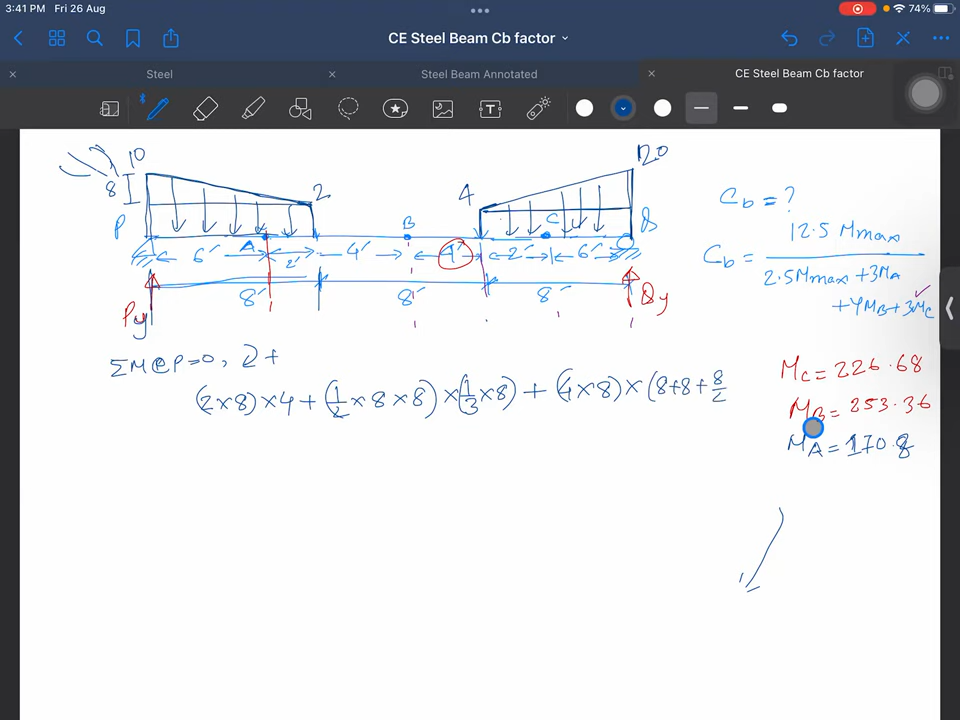 3:41 PM Fri 26 Aug
74%
CE Steel Beam Cb factor
Steel
Steel Beam Annotated
CE Steel Beam Cb factor
10
8
2
4
120
P
A
B
C
Q
6' 2' 4' 4' 2' 6'
8' 8' 8'
Py
Qy
Cb = ?
Cb = 12.5 Mmax
2.5Mmax + 3MA
+ 4MB + 3MC
ΣM@P=0, 2 +
(2×8)×4 + (1/2×8×8)×(1/3×8) + (4×8)×(8+8+8/2
MC = 226.68
MB = 253.36
MA = 170.8